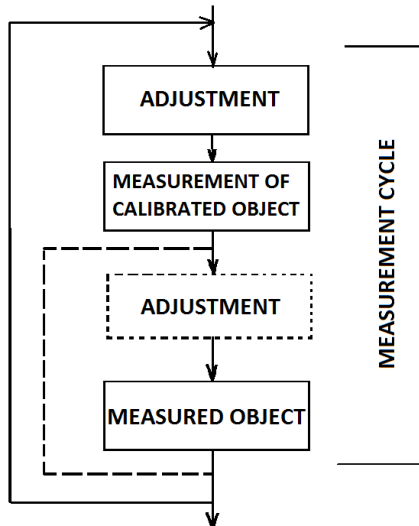 ADJUSTMENT
MEASUREMENT OF
CALIBRATED OBJECT
ADJUSTMENT
MEASURED OBJECT
MEASUREMENT CYCLE